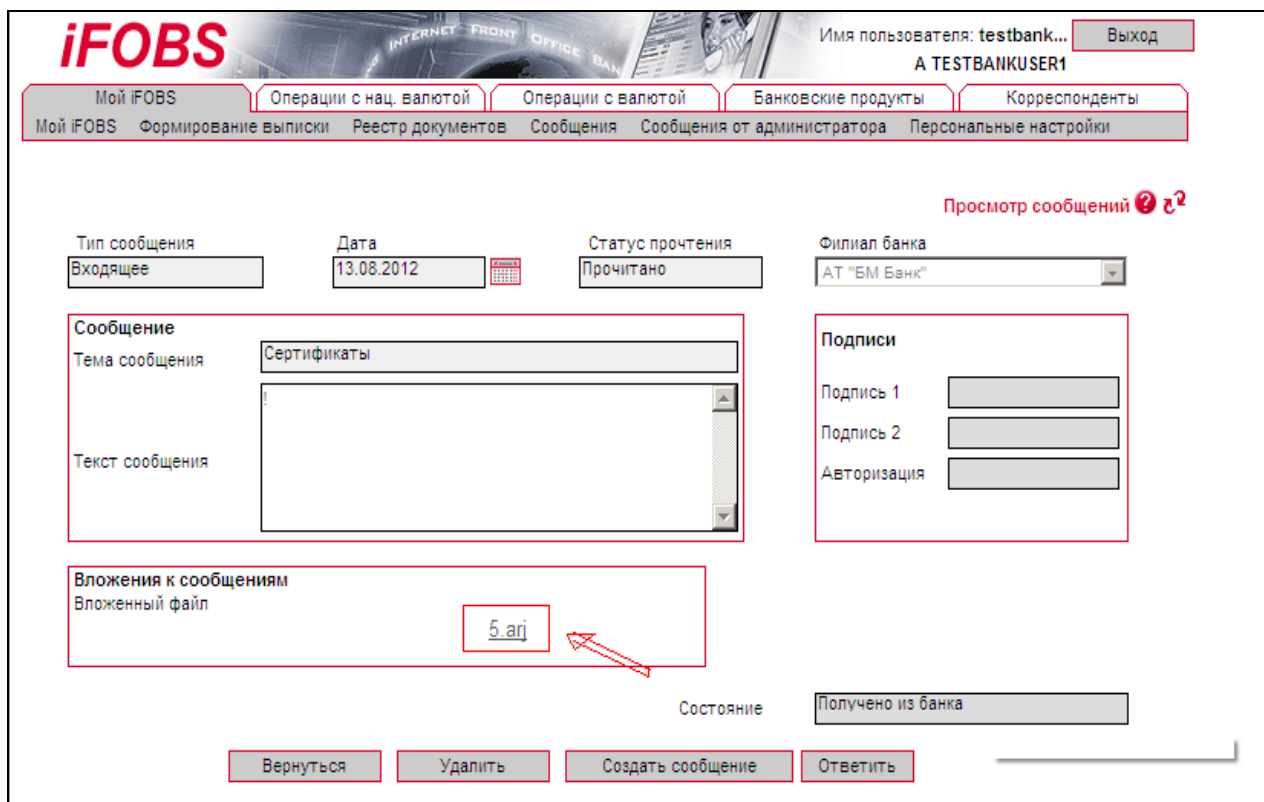 iFOBS
INTERNET FRONT OFFICE BAN
Имя пользователя: testbank... Выход
A TESTBANKUSER1
Мой iFOBS Операции с нац. валютой Операции с валютой Банковские продукты Корреспонденты
Мой iFOBS Формирование выписки Реестр документов Сообщения Сообщения от администратора Персональные настройки
Просмотр сообщений ?
Тип сообщения Дата Статус прочтения Филиал банка
Входящее 13.08.2012 Прочитано АТ "БМ Банк"
Сообщение
Тема сообщения Сертификаты
!
Текст сообщения
Подписи
Подпись 1
Подпись 2
Авторизация
Вложения к сообщениям
Вложенный файл
5.arj
Состояние Получено из банка
Вернуться Удалить Создать сообщение Ответить